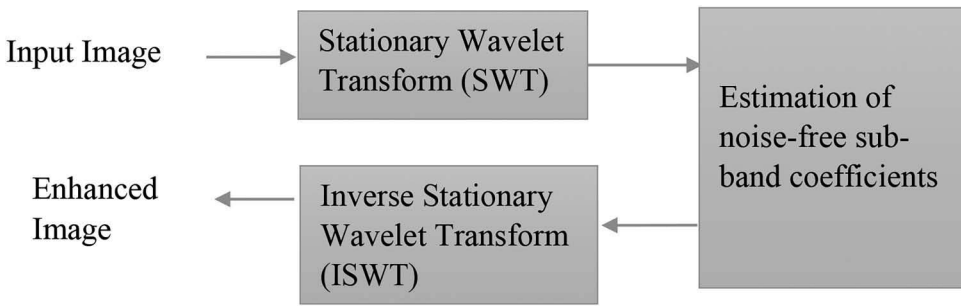 Input Image
Stationary Wavelet
Transform (SWT)
Estimation of
noise-free sub-
band coefficients
Inverse Stationary
Wavelet Transform
(ISWT)
Enhanced
Image